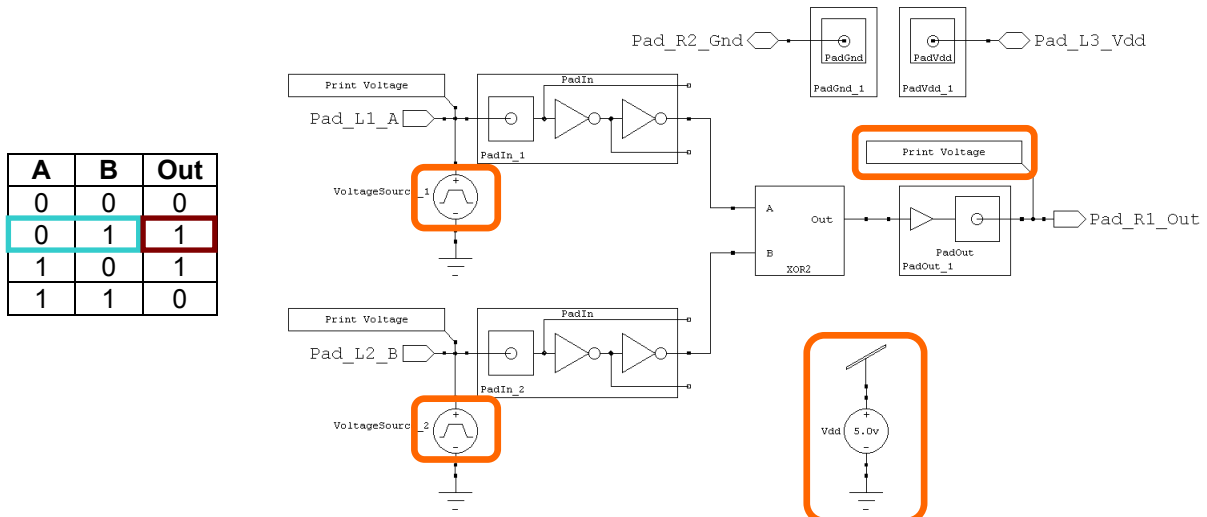 A B Out
0 0 0
0 1 1
1 0 1
1 1 0
Pad_R2_Gnd
PadGnd
PadGnd_1
PadVdd
PadVdd_1
Pad_L3_Vdd
Print Voltage
Pad_L1_A
PadIn
PadIn_1
VoltageSource_1
+
-
Print Voltage
A
B
Out
XOR2
PadOut
PadOut_1
Pad_R1_Out
Print Voltage
Pad_L2_B
PadIn
PadIn_2
VoltageSource_2
+
-
Vdd
+
5.0v
-